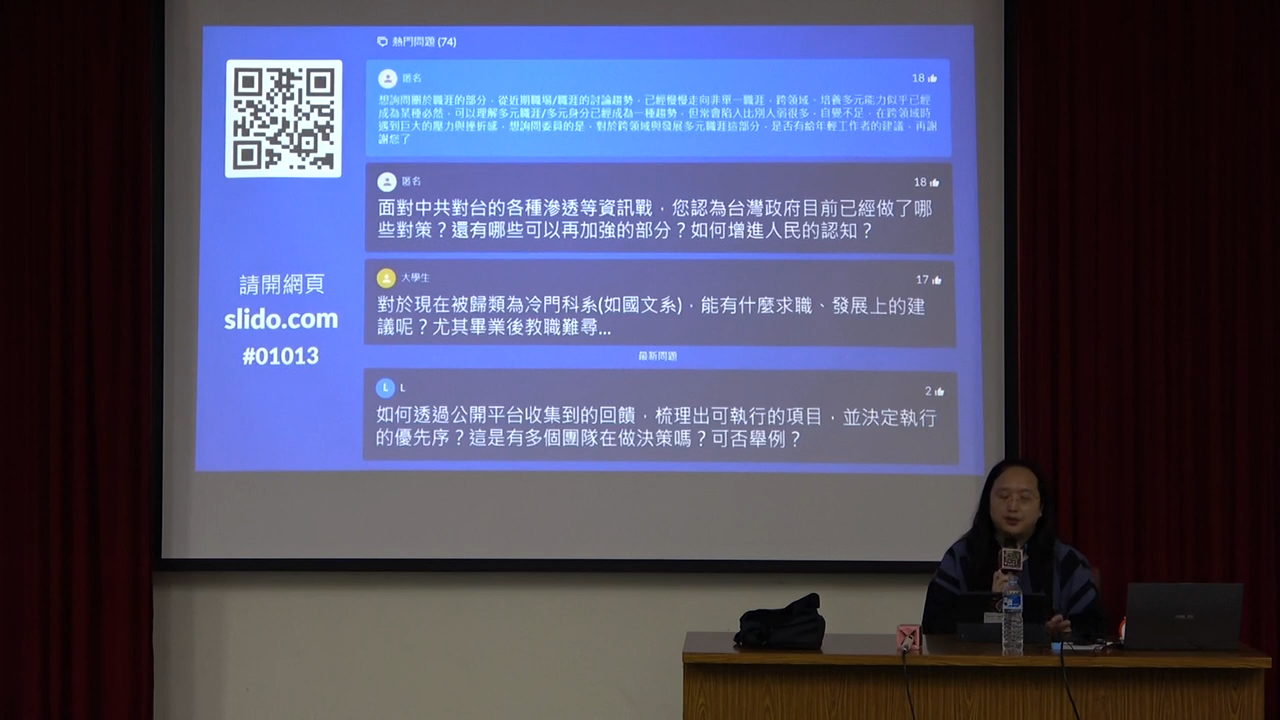 熱門問題 (74)
匿名
18
想詢問關於職涯的部分，從近期職場/職涯的討論趨勢，已經慢慢走向非單一職涯，跨領域、培養多元能力似乎已經
成為某種必然，可以理解多元職涯/多元身分已經成為一種趨勢，但常會陷入比別人弱很多、自覺不足，在跨領域時
遇到巨大的壓力與挫折感，想詢問委員的是，對於跨領域與發展多元職涯這部分，是否有給年輕工作者的建議，再謝
謝您了
匿名
18
面對中共對台的各種滲透等資訊戰，您認為台灣政府目前已經做了哪
些對策？還有哪些可以再加強的部分？如何增進人民的認知？
大學生
17
對於現在被歸類為冷門科系(如國文系)，能有什麼求職、發展上的建
議呢？尤其畢業後教職難尋...
最新問題
L
L
2
如何透過公開平台收集到的回饋，梳理出可執行的項目，並決定執行
的優先序？這是有多個團隊在做決策嗎？可否舉例？
請開網頁
slido.com
#01013